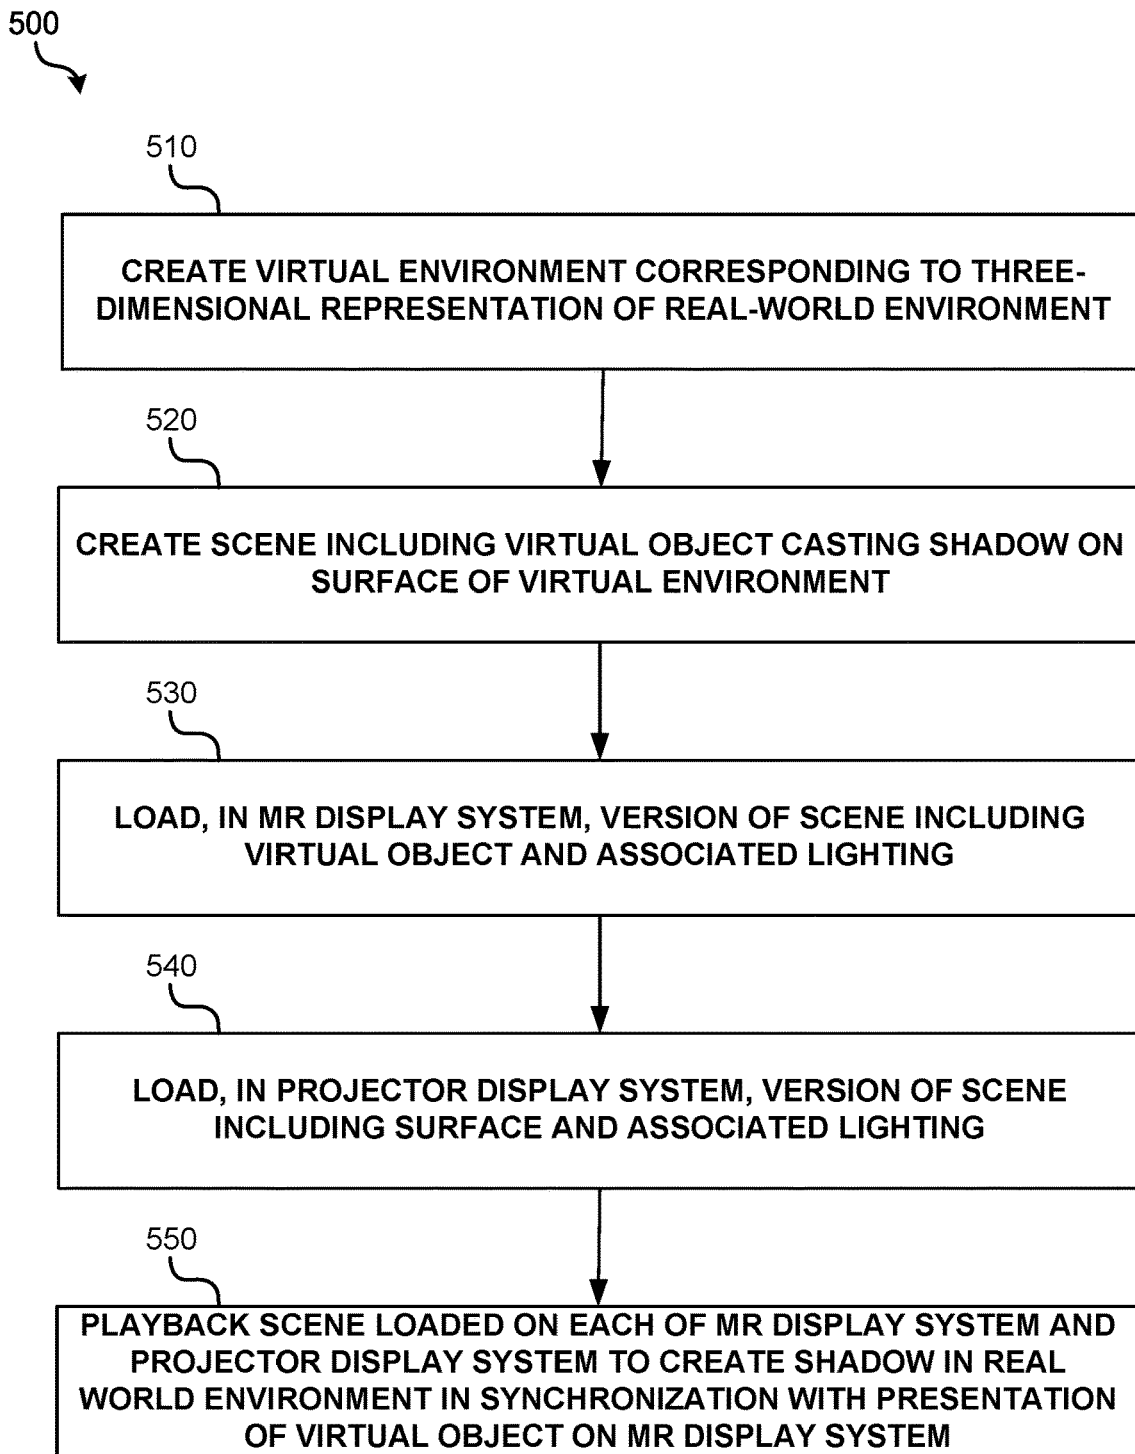 500
510
CREATE VIRTUAL ENVIRONMENT CORRESPONDING TO THREE-
DIMENSIONAL REPRESENTATION OF REAL-WORLD ENVIRONMENT
520
CREATE SCENE INCLUDING VIRTUAL OBJECT CASTING SHADOW ON
SURFACE OF VIRTUAL ENVIRONMENT
530
LOAD, IN MR DISPLAY SYSTEM, VERSION OF SCENE INCLUDING
VIRTUAL OBJECT AND ASSOCIATED LIGHTING
540
LOAD, IN PROJECTOR DISPLAY SYSTEM, VERSION OF SCENE
INCLUDING SURFACE AND ASSOCIATED LIGHTING
550
PLAYBACK SCENE LOADED ON EACH OF MR DISPLAY SYSTEM AND
PROJECTOR DISPLAY SYSTEM TO CREATE SHADOW IN REAL
WORLD ENVIRONMENT IN SYNCHRONIZATION WITH PRESENTATION
OF VIRTUAL OBJECT ON MR DISPLAY SYSTEM